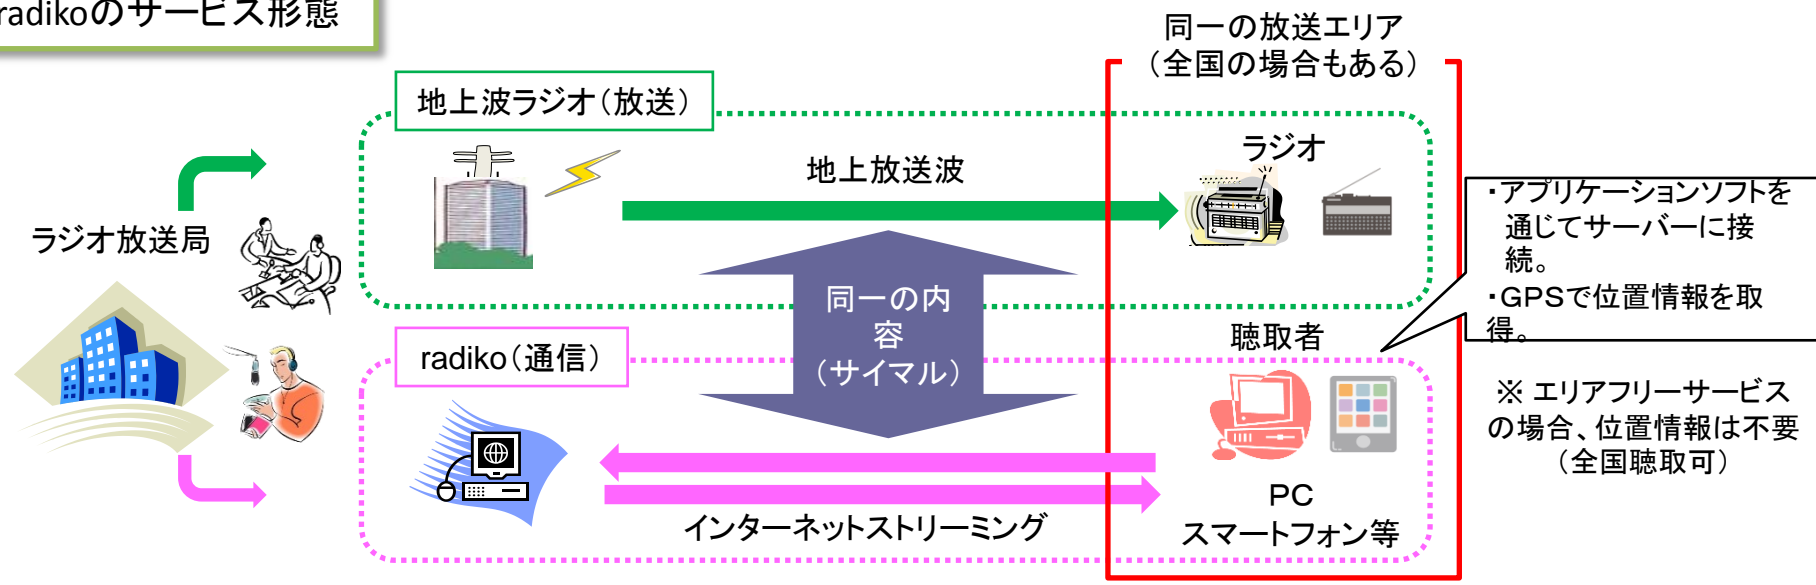 radikoのサービス形態
同一の放送エリア
（全国の場合もある）
地上波ラジオ（放送）
ラジオ
地上放送波
ラジオ放送局
・アプリケーションソフトを
通じてサーバーに接
続。
・GPSで位置情報を取
得。
同一の内
容
（サイマル）
聴取者
radiko（通信）
※ エリアフリーサービス
の場合、位置情報は不要
（全国聴取可）
PC
スマートフォン等
インターネットストリーミング